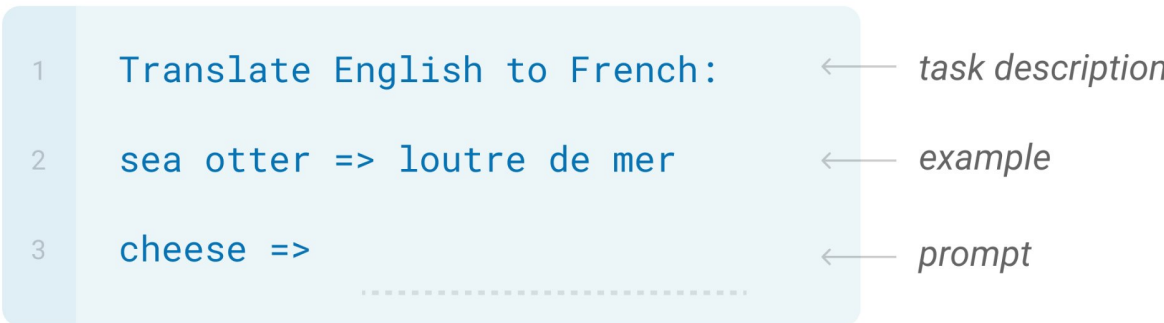 1 Translate English to French: task description
2 sea otter => loutre de mer example
3 cheese => prompt